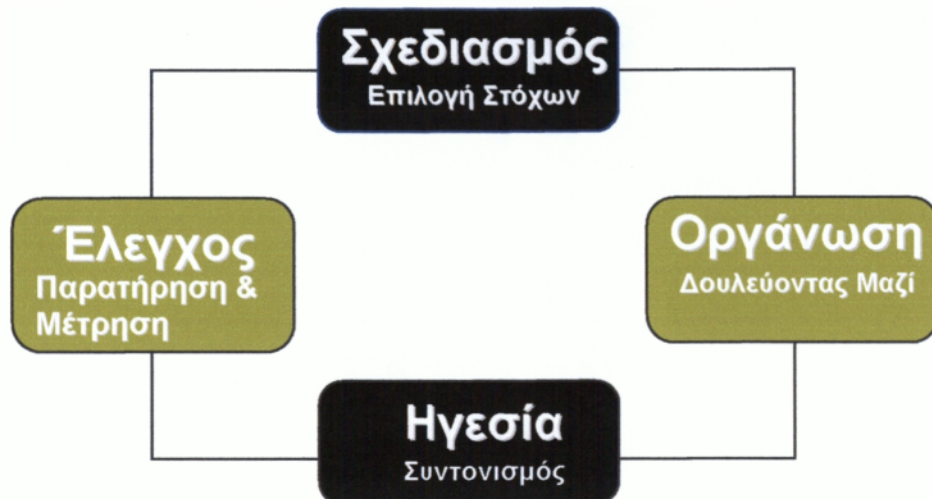 Σχεδιασμός
Επιλογή Στόχων
Έλεγχος
Παρατήρηση &
Μέτρηση
Οργάνωση
Δουλεύοντας Μαζί
Ηγεσία
Συντονισμός